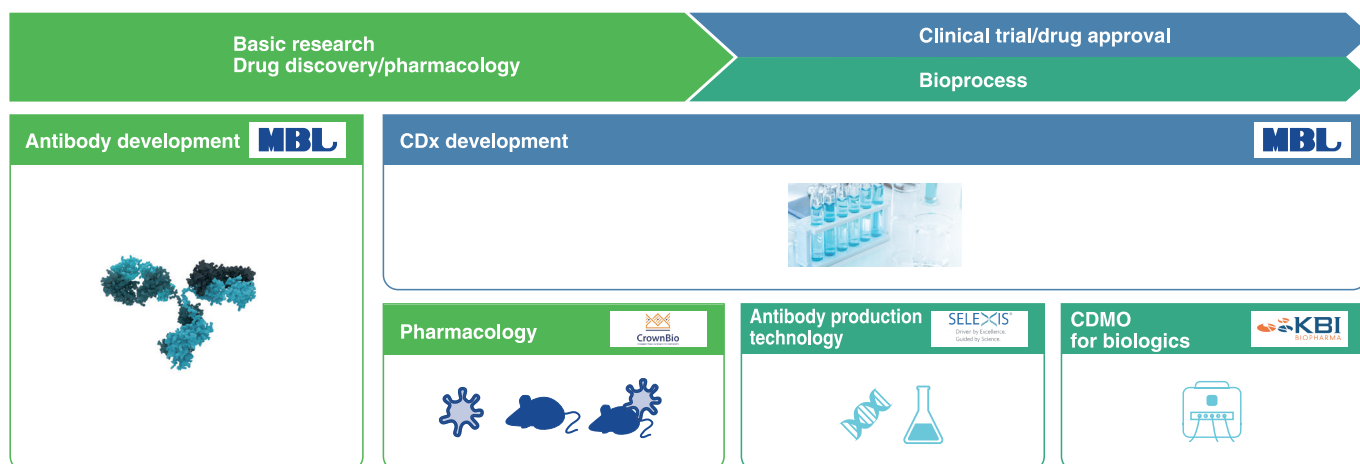 Basic research
Drug discovery/pharmacology
Clinical trial/drug approval
Bioprocess
Antibody development
MBL
CDx development
MBL
Pharmacology
CrownBio
Antibody production
technology
SELEXIS®
Driven by Excellence.
Guided by Science.
CDMO
for biologics
KBI
BIOPHARMA